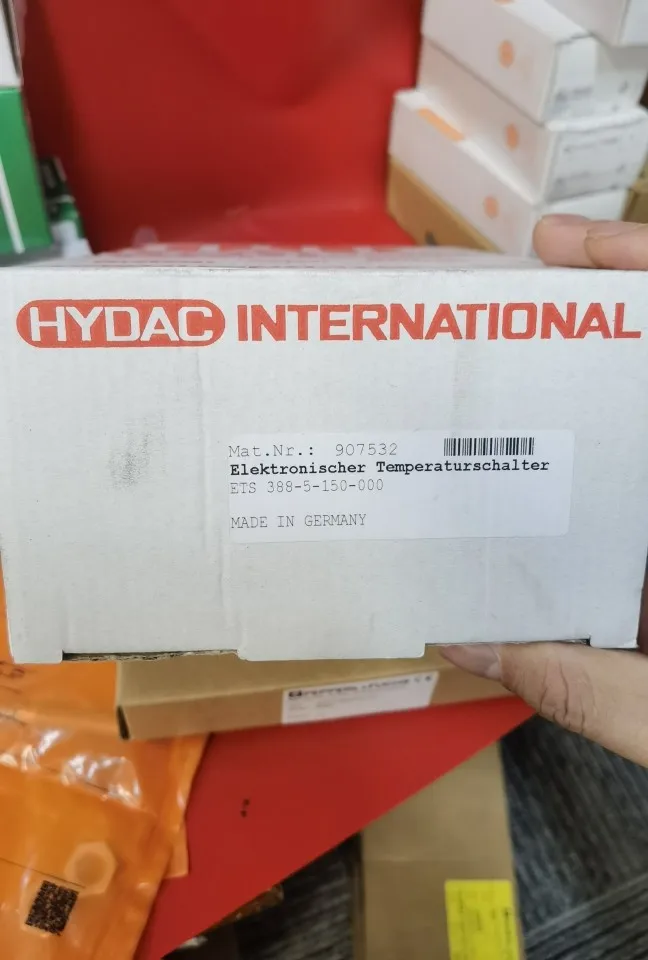 HYDAC INTERNATIONAL
Mat.Nr.: 907532
Elektronischer Temperaturschalter
ETS 388-5-150-000
MADE IN GERMANY